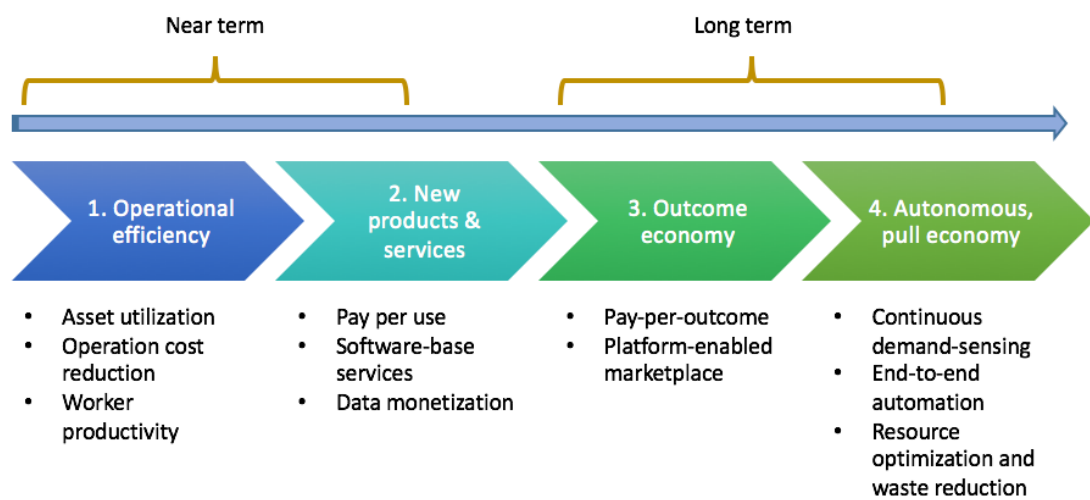 Near term
Long term
1. Operational
efficiency
2. New
products &
services
3. Outcome
economy
4. Autonomous,
pull economy
• Asset utilization
• Operation cost
reduction
• Worker
productivity
• Pay per use
• Software-base
services
• Data monetization
• Pay-per-outcome
• Platform-enabled
marketplace
• Continuous
demand-sensing
• End-to-end
automation
• Resource
optimization and
waste reduction